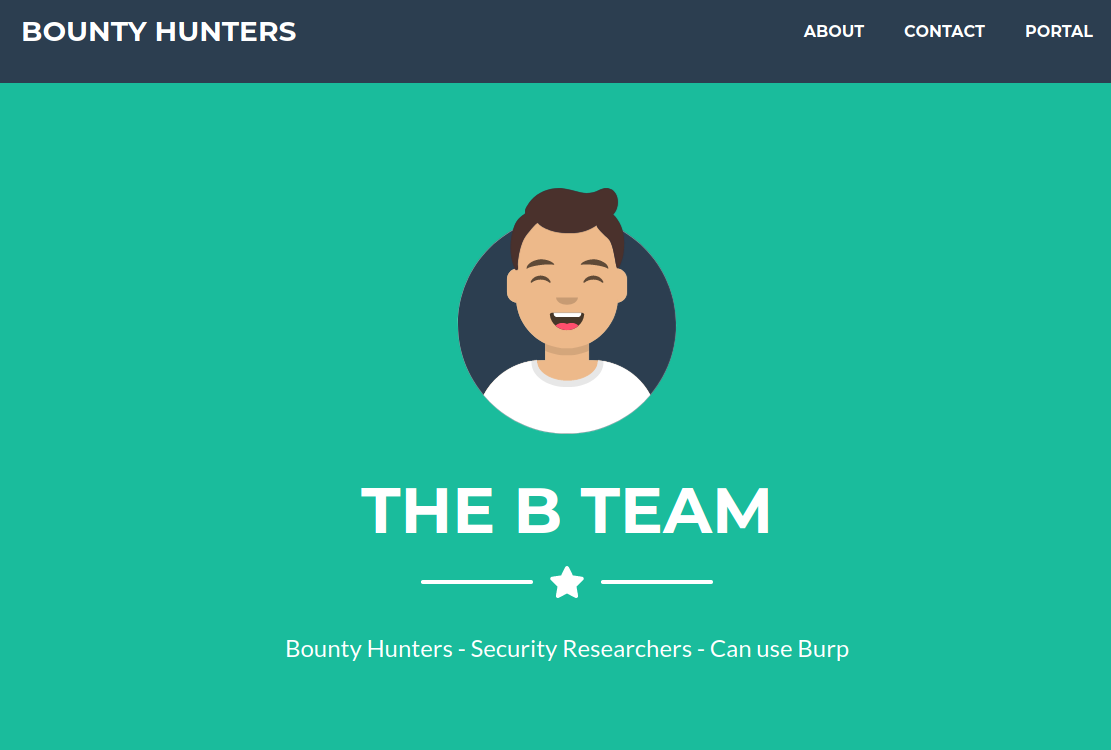 BOUNTY HUNTERS
ABOUT CONTACT PORTAL
THE B TEAM
Bounty Hunters - Security Researchers - Can use Burp